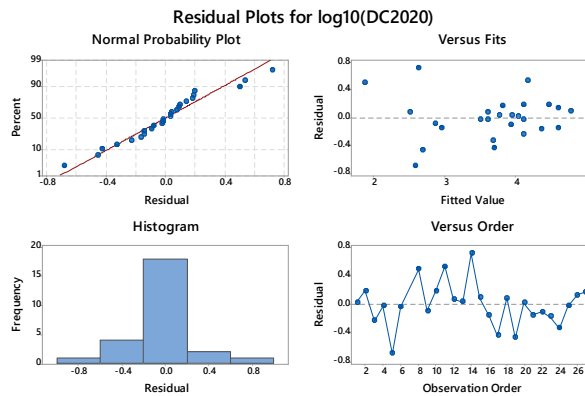 Residual Plots for log10(DC2020)
Normal Probability Plot
99
90
50
10
1
Percent
-0.8 -0.4 0.0 0.4 0.8
Residual
Versus Fits
0.8
0.4
0.0
-0.4
-0.8
Residual
2 3 4
Fitted Value
Histogram
20
15
10
5
0
Frequency
-0.8 -0.4 0.0 0.4 0.8
Residual
Versus Order
0.8
0.4
0.0
-0.4
-0.8
Residual
2 4 6 8 10 12 14 16 18 20 22 24 26
Observation Order